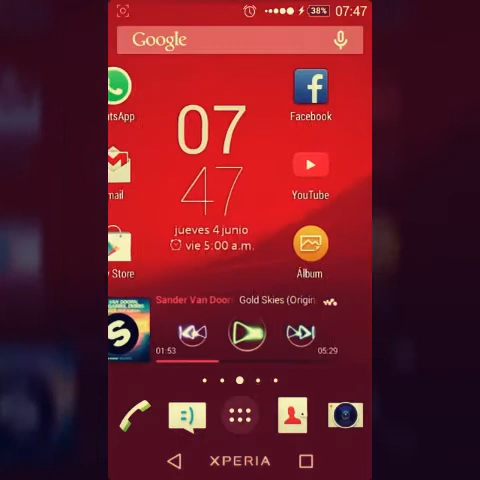 38% 07:47
Google
tsApp
Facebook
07
47
mail
YouTube
jueves 4 junio
vie 5:00 a.m.
Store
Álbum
Sander Van Door
Gold Skies (Origin
01:53
05:29
XPERIA